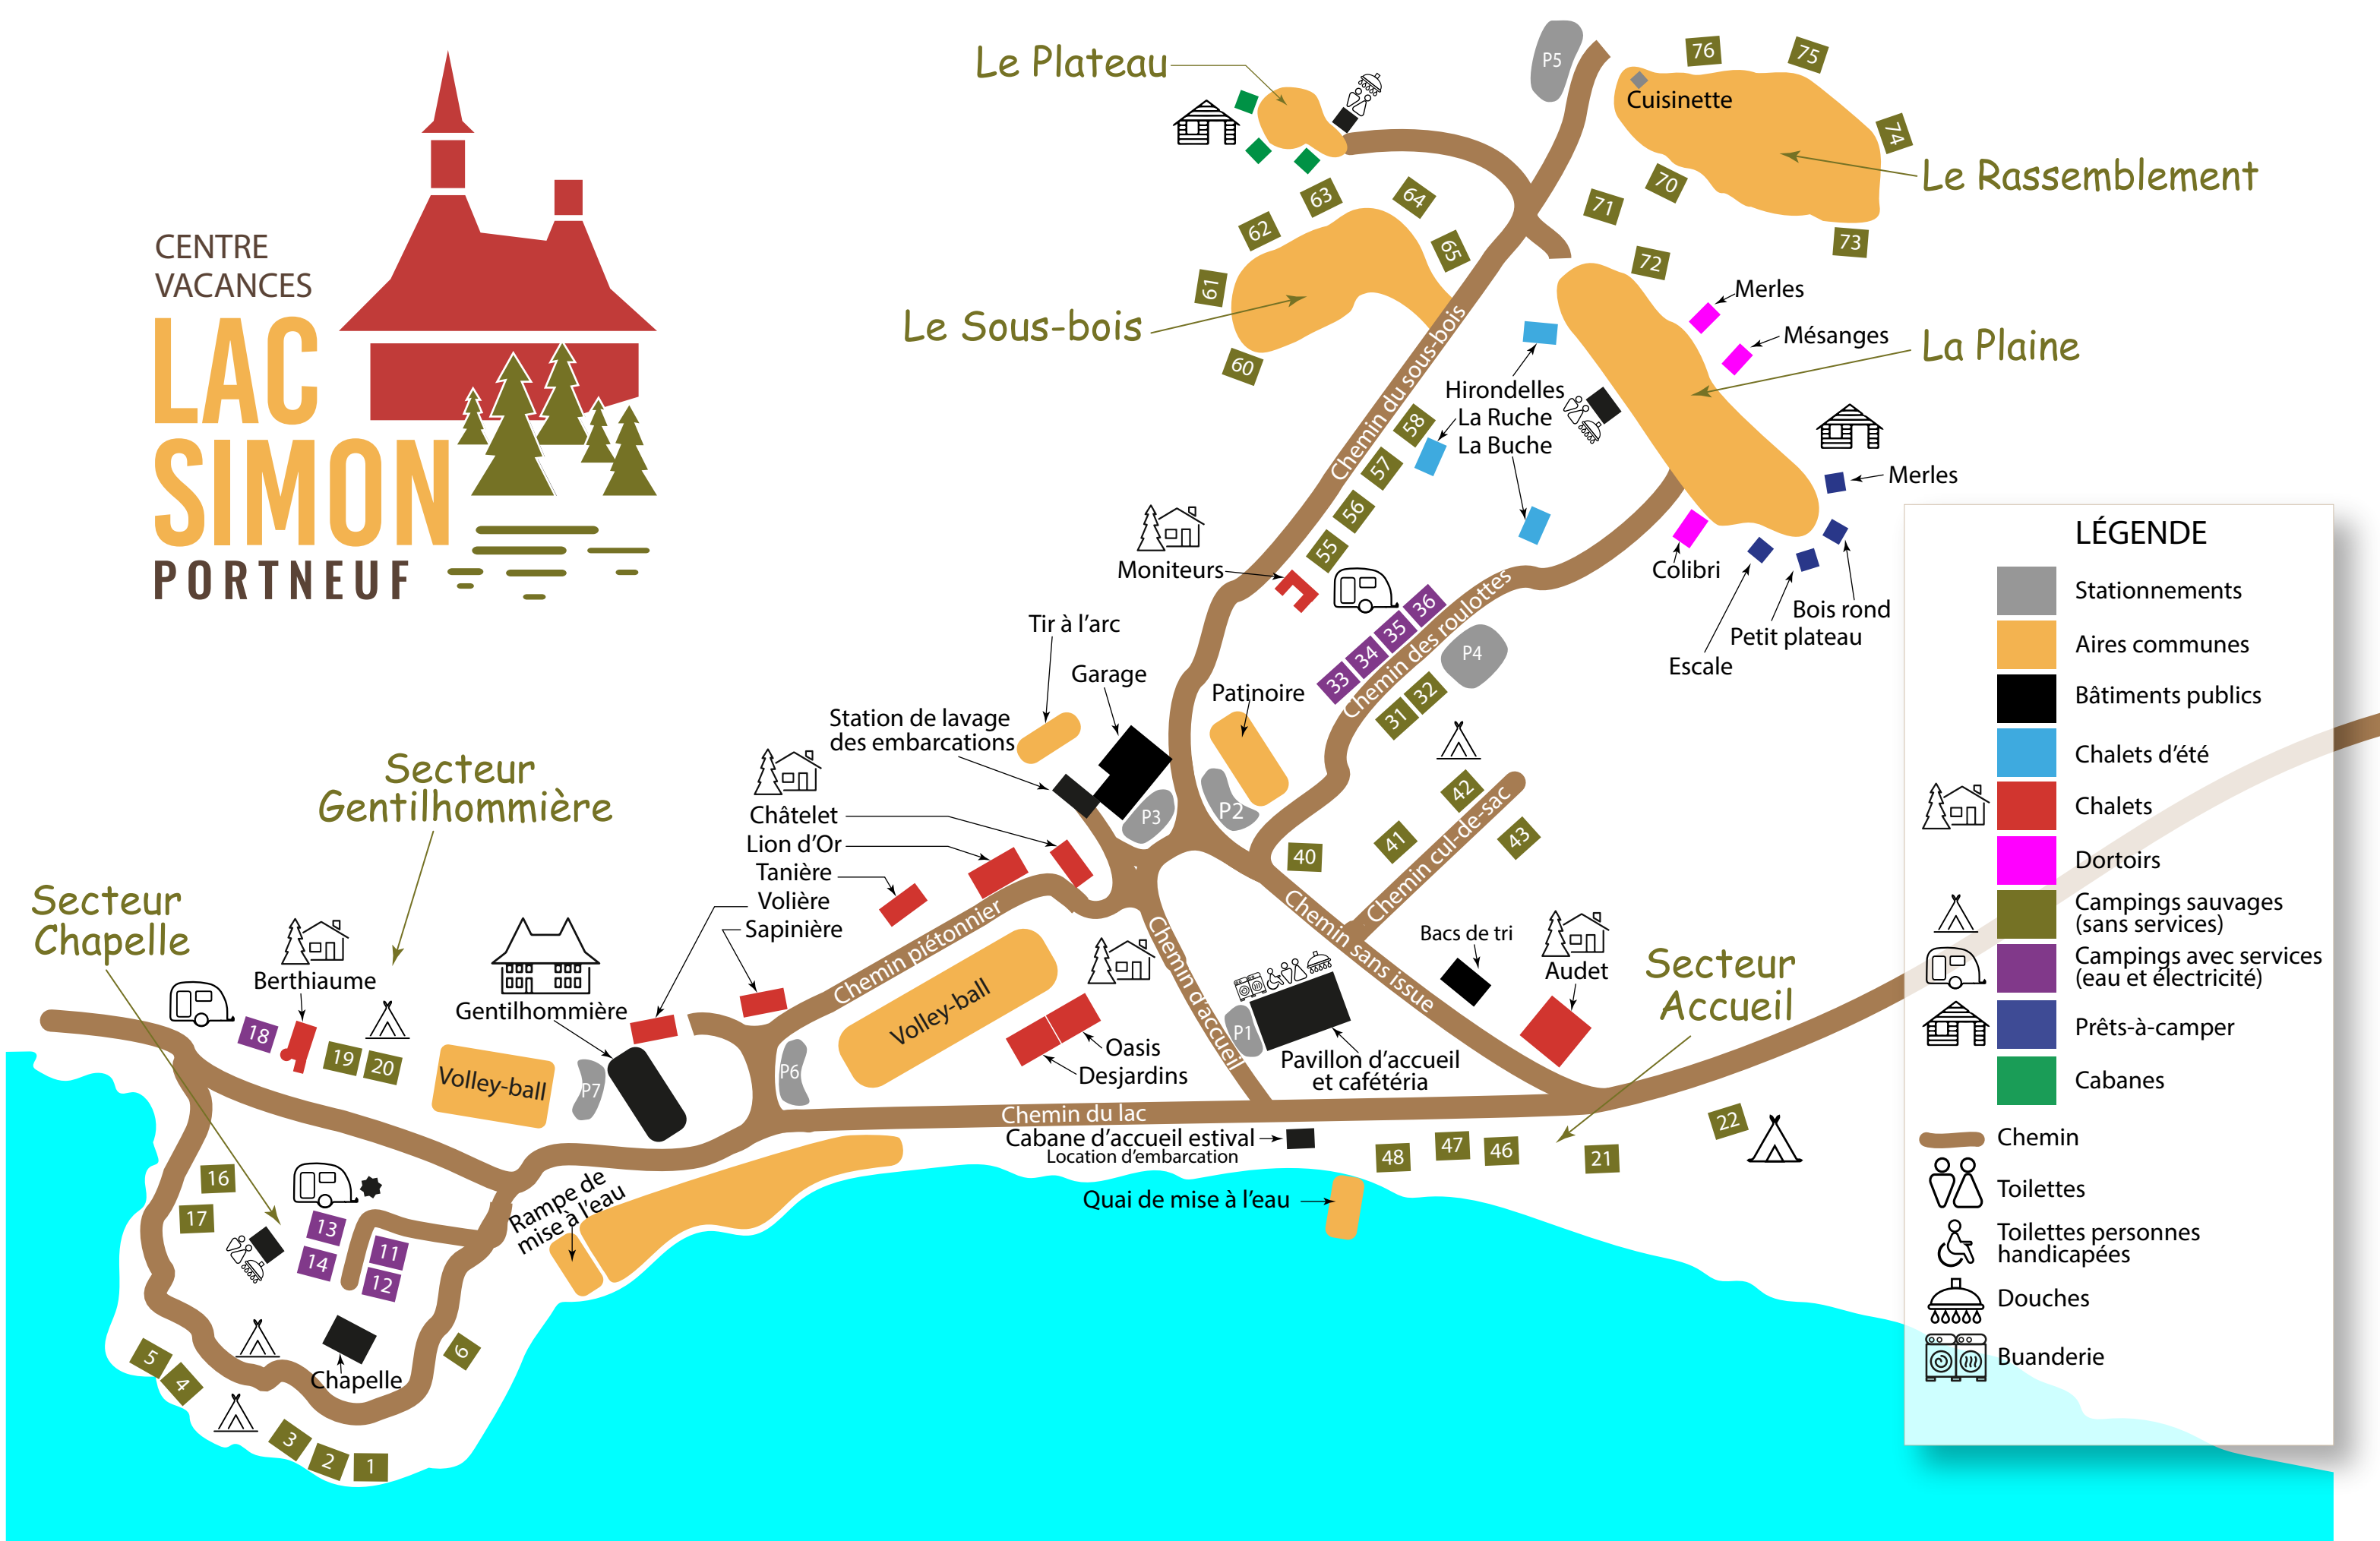 CENTRE
VACANCES
LAC
SIMON
PORTNEUF
Le Plateau
P5
76
75
Cuisinette
74
Le Rassemblement
70
71
73
72
63
64
62
65
61
60
Le Sous-bois
Chemin du sous-bois
Merles
Mésanges
La Plaine
Hirondelles
La Ruche
La Buche
58
57
56
55
Merles
Colibri
Bois rond
Petit plateau
Escale
Moniteurs
36
35
34
33
Chemin des roulottes
P4
32
31
Tir à l'arc
Garage
Patinoire
Station de lavage
des embarcations
P3
P2
42
41
43
40
Chemin cul-de-sac
Châtelet
Lion d'Or
Tanière
Volière
Sapinière
Secteur
Gentilhommière
Secteur
Chapelle
Berthiaume
Gentilhommière
Chemin piétonnier
Volley-ball
Chemin d'accueil
Chemin sans issue
Bacs de tri
Audet
Secteur
Accueil
18
19
20
Volley-ball
P7
P6
Oasis
Desjardins
P1
Pavillon d'accueil
et cafétéria
Chemin du lac
Cabane d'accueil estival
Location d'embarcation
48
47
46
21
22
Quai de mise à l'eau
Rampe de
mise à l'eau
16
17
13
14
11
12
Chapelle
6
5
4
3
2
1
LÉGENDE
Stationnements
Aires communes
Bâtiments publics
Chalets d'été
Chalets
Dortoirs
Campings sauvages
(sans services)
Campings avec services
(eau et électricité)
Prêts-à-camper
Cabanes
Chemin
Toilettes
Toilettes personnes
handicapées
Douches
Buanderie